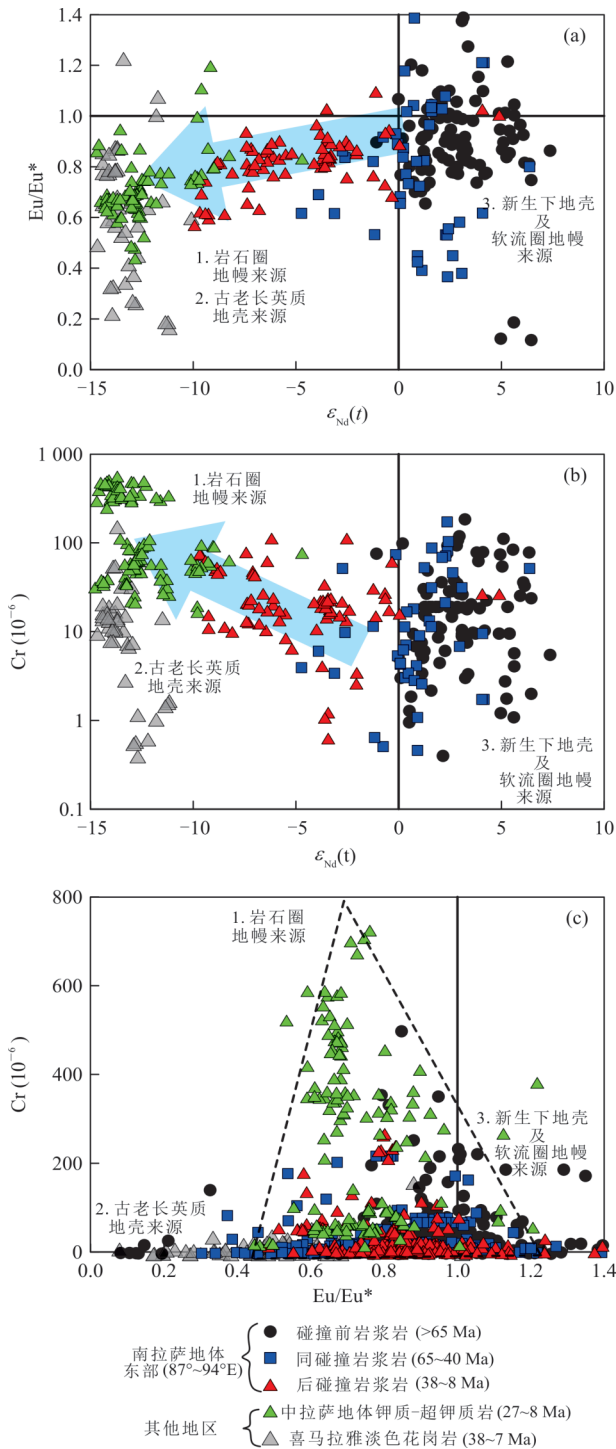 (a)
1.4
1.2
1.0
0.8
0.6
0.4
0.2
0.0
Eu/Eu*
1. 岩石圈
地幔来源
2. 古老长英质
地壳来源
3. 新生下地壳
及
软流圈地幔
来源
−15
−10
−5
0
5
10
εNd(t)
(b)
1 000
100
10
1
0.1
Cr (10⁻⁶)
1.岩石圈
地幔来源
2.古老长英质
地壳来源
3. 新生下地壳
及
软流圈地幔
来源
−15
−10
−5
0
5
10
εNd(t)
(c)
800
600
400
200
0
Cr (10⁻⁶)
1. 岩石圈
地幔来源
2. 古老长英质
地壳来源
3. 新生下地壳
及
软流圈地幔
来源
0.0
0.2
0.4
0.6
0.8
1.0
1.2
1.4
Eu/Eu*
南拉萨地体
东部(87°~94°E)
碰撞前岩浆岩(>65 Ma)
同碰撞岩浆岩(65~40 Ma)
后碰撞岩浆岩(38~8 Ma)
其他地区
中拉萨地体钾质-超钾质岩(27~8 Ma)
喜马拉雅淡色花岗岩(38~7 Ma)